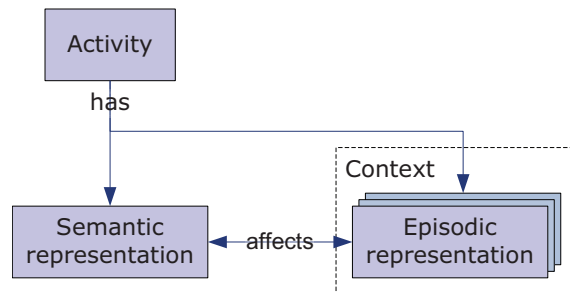 Activity
has
Context
Semantic
representation
affects
Episodic
representation